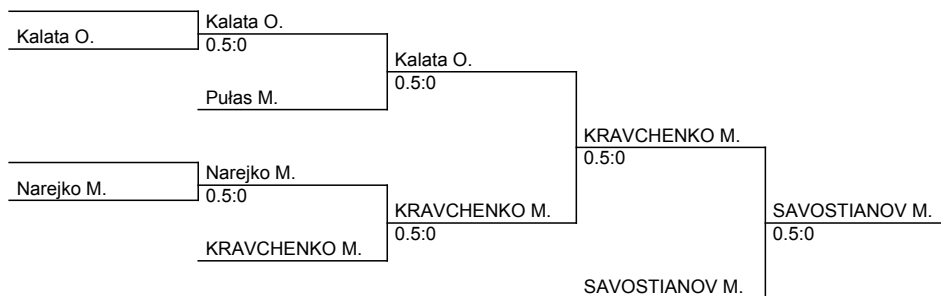 Kalata O.
Kalata O.
0.5:0
Pułas M.
Kalata O.
0.5:0
Narejko M.
Narejko M.
0.5:0
KRAVCHENKO M.
KRAVCHENKO M.
0.5:0
KRAVCHENKO M.
0.5:0
SAVOSTIANOV M.
SAVOSTIANOV M.
0.5:0